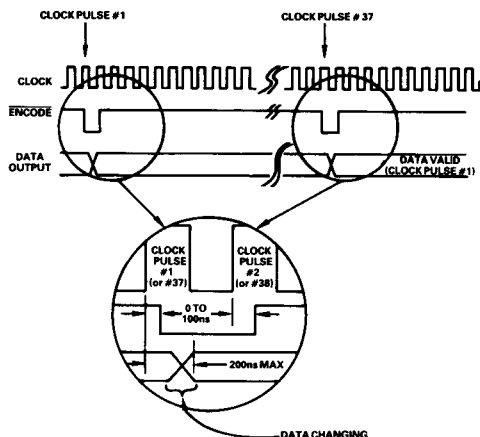 CLOCK PULSE #1
CLOCK PULSE # 37
CLOCK
ENCODE
DATA
OUTPUT
DATA VALID
(CLOCK PULSE #1)
CLOCK
PULSE
#1
(or #37)
CLOCK
PULSE
#2
(or #38)
0 TO
100ns
200ns MAX
DATA CHANGING